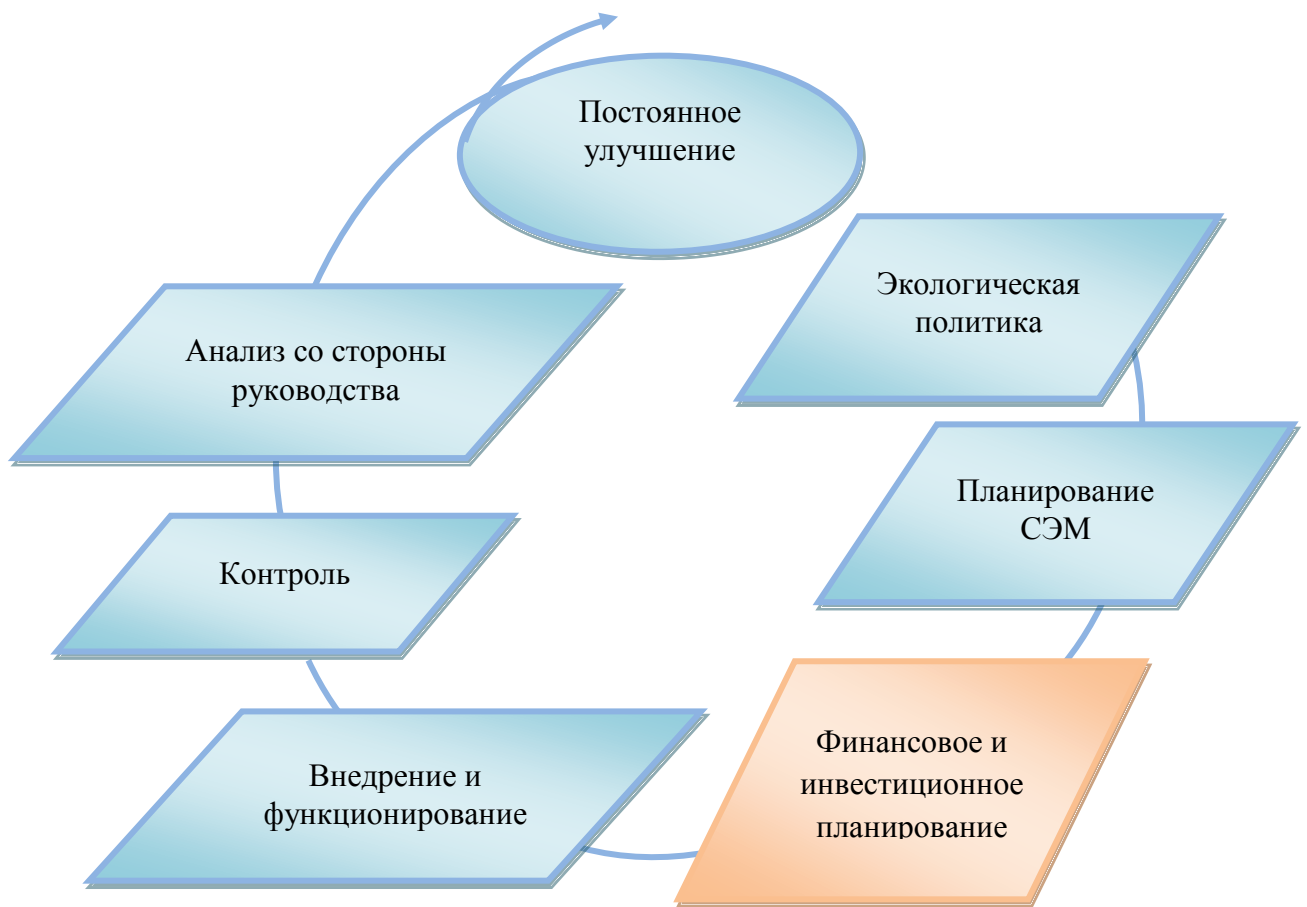 Постоянное
улучшение
Экологическая
политика
Анализ со стороны
руководства
Планирование
СЭМ
Контроль
Финансовое и
инвестиционное
планирование
Внедрение и
функционирование